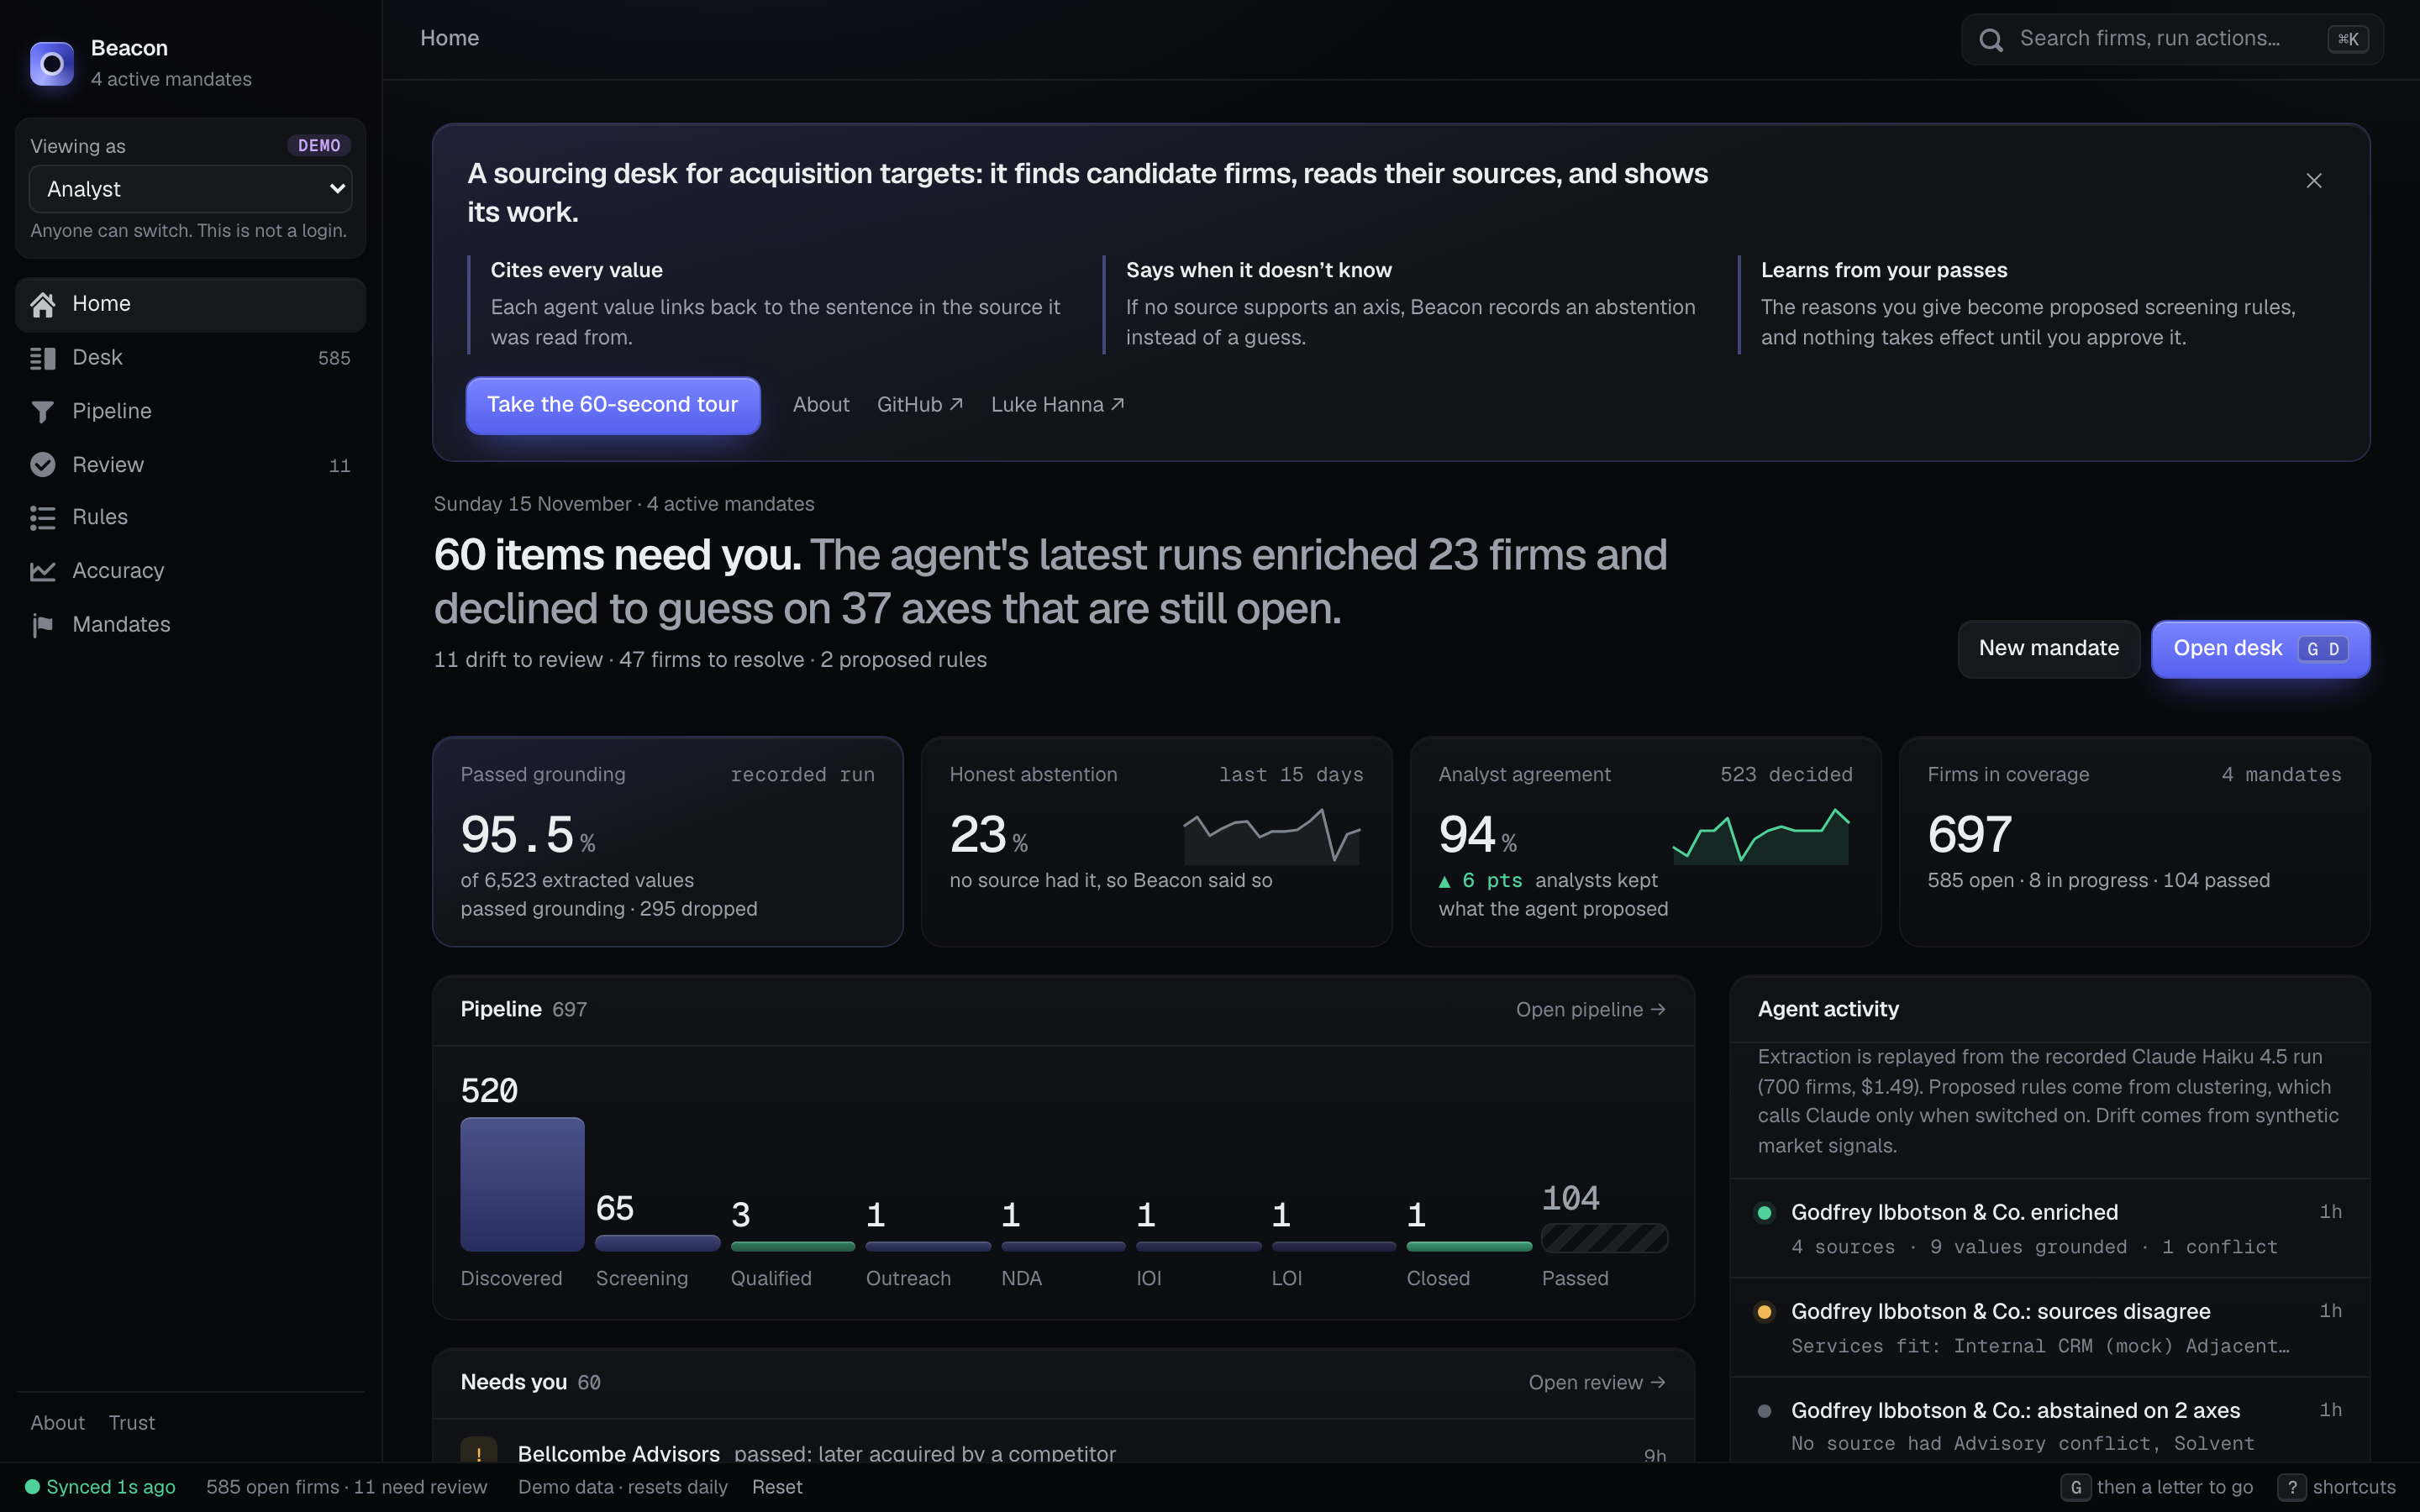 Beacon
4 active mandates
Viewing as
DEMO
Analyst
Anyone can switch. This is not a login.
Home
Desk
585
Pipeline
Review
11
Rules
Accuracy
Mandates
About
Trust
Home
Search firms, run actions...
⌘K
A sourcing desk for acquisition targets: it finds candidate firms, reads their sources, and shows
its work.
Cites every value
Each agent value links back to the sentence in the source it
was read from.
Says when it doesn’t know
If no source supports an axis, Beacon records an abstention
instead of a guess.
Learns from your passes
The reasons you give become proposed screening rules,
and nothing takes effect until you approve it.
Take the 60-second tour
About
GitHub ↗
Luke Hanna ↗
Sunday 15 November · 4 active mandates
60 items need you. The agent's latest runs enriched 23 firms and
declined to guess on 37 axes that are still open.
11 drift to review · 47 firms to resolve · 2 proposed rules
New mandate
Open desk G D
Passed grounding
recorded run
95.5 %
of 6,523 extracted values
passed grounding · 295 dropped
Honest abstention
last 15 days
23 %
no source had it, so Beacon said so
Analyst agreement
523 decided
94 %
▲ 6 pts analysts kept
what the agent proposed
Firms in coverage
4 mandates
697
585 open · 8 in progress · 104 passed
Pipeline 697
Open pipeline →
520
65
3
1
1
1
1
1
104
Discovered
Screening
Qualified
Outreach
NDA
IOI
LOI
Closed
Passed
Needs you 60
Open review →
! Bellcombe Advisors passed: later acquired by a competitor
9h
Agent activity
Extraction is replayed from the recorded Claude Haiku 4.5 run
(700 firms, $1.49). Proposed rules come from clustering, which
calls Claude only when switched on. Drift comes from synthetic
market signals.
Godfrey Ibbotson & Co. enriched
1h
4 sources · 9 values grounded · 1 conflict
Godfrey Ibbotson & Co.: sources disagree
1h
Services fit: Internal CRM (mock) Adjacent…
Godfrey Ibbotson & Co.: abstained on 2 axes
1h
No source had Advisory conflict, Solvent
Synced 1s ago
585 open firms · 11 need review
Demo data · resets daily
Reset
G then a letter to go
? shortcuts